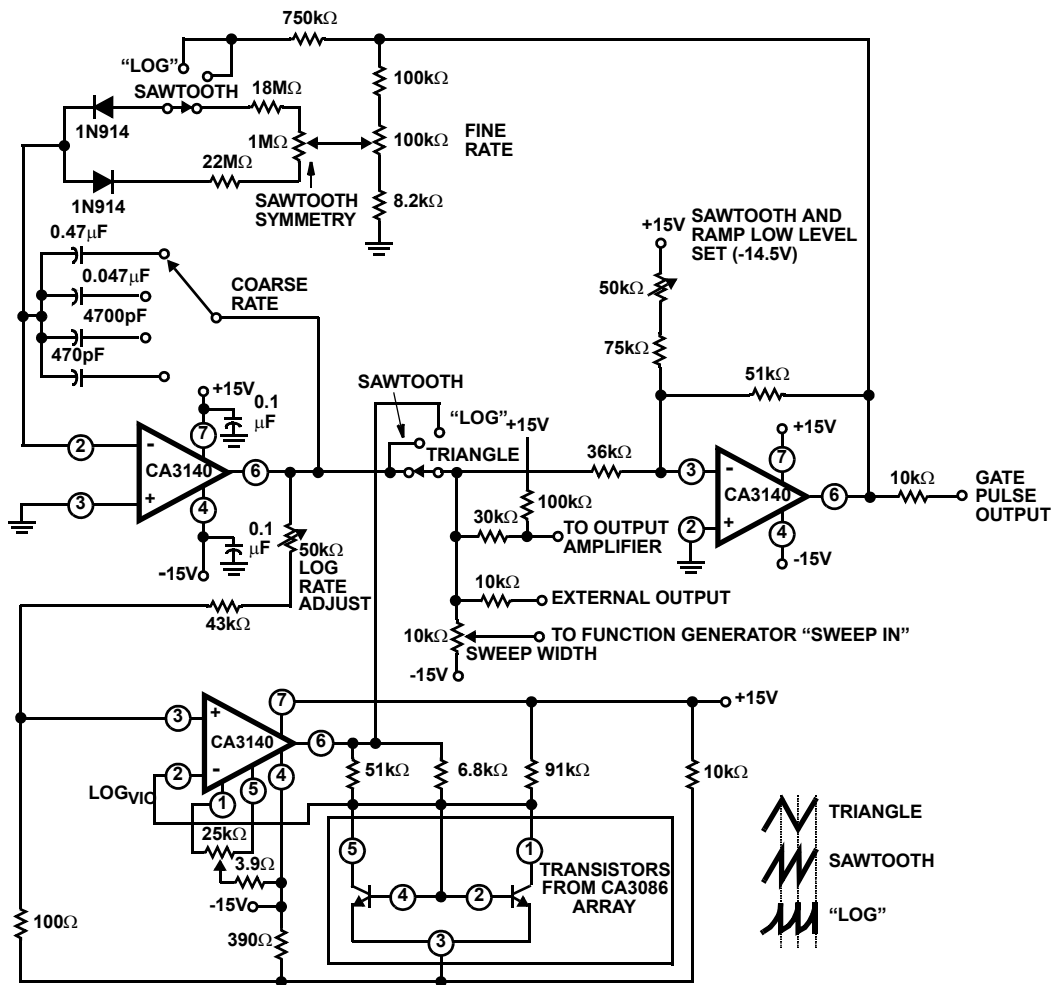 750kΩ
"LOG"
SAWTOOTH
18MΩ
100kΩ
1N914
1MΩ
100kΩ
FINE
RATE
22MΩ
1N914
SAWTOOTH
SYMMETRY
8.2kΩ
0.47μF
0.047μF
4700pF
470pF
COARSE
RATE
+15V
SAWTOOTH AND
RAMP LOW LEVEL
SET (-14.5V)
50kΩ
75kΩ
51kΩ
+15V
0.1
μF
7
2
-
CA3140
6
3
+
4
0.1
μF
-15V
SAWTOOTH
"LOG"
+15V
TRIANGLE
36kΩ
100kΩ
30kΩ
TO OUTPUT
AMPLIFIER
3
-
CA3140
+15V
7
6
2
+
4
-15V
10kΩ
GATE
PULSE
OUTPUT
50kΩ
LOG
RATE
ADJUST
43kΩ
10kΩ
EXTERNAL OUTPUT
10kΩ
TO FUNCTION GENERATOR "SWEEP IN"
SWEEP WIDTH
-15V
7
+15V
3
+
CA3140
6
2
-
4
5
1
LOGVIO
51kΩ
6.8kΩ
91kΩ
10kΩ
25kΩ
3.9Ω
-15V
390Ω
100Ω
5
1
4
2
3
TRANSISTORS
FROM CA3086
ARRAY
TRIANGLE
SAWTOOTH
"LOG"